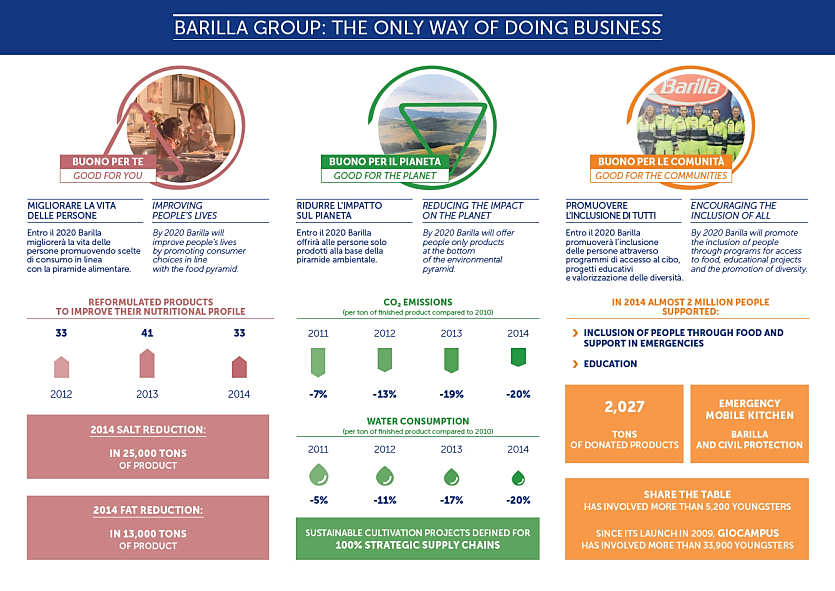 BARILLA GROUP: THE ONLY WAY OF DOING BUSINESS
BUONO PER TE
GOOD FOR YOU
MIGLIORARE LA VITA
DELLE PERSONE
Entro il 2020 Barilla
migliorerà la vita delle
persone promuovendo scelte
di consumo in linea
con la piramide alimentare.
IMPROVING
PEOPLE'S LIVES
By 2020 Barilla will
improve people's lives
by promoting consumer
choices in line
with the food pyramid.
REFORMULATED PRODUCTS
TO IMPROVE THEIR NUTRITIONAL PROFILE
33 41 33
2012 2013 2014
2014 SALT REDUCTION:
IN 25,000 TONS
OF PRODUCT
2014 FAT REDUCTION:
IN 13,000 TONS
OF PRODUCT
BUONO PER IL PIANETA
GOOD FOR THE PLANET
RIDURRE L'IMPATTO
SUL PIANETA
Entro il 2020 Barilla
offrirà alle persone solo
prodotti alla base della
piramide ambientale.
REDUCING THE IMPACT
ON THE PLANET
By 2020 Barilla will offer
people only products
at the bottom
of the environmental
pyramid.
CO₂ EMISSIONS
(per ton of finished product compared to 2010)
2011 2012 2013 2014
-7% -13% -19% -20%
WATER CONSUMPTION
(per ton of finished product compared to 2010)
2011 2012 2013 2014
-5% -11% -17% -20%
SUSTAINABLE CULTIVATION PROJECTS DEFINED FOR
100% STRATEGIC SUPPLY CHAINS
Barilla
BUONO PER LE COMUNITÀ
GOOD FOR THE COMMUNITIES
PROMUOVERE
L'INCLUSIONE DI TUTTI
Entro il 2020 Barilla
promuoverà l'inclusione
delle persone attraverso
programmi di accesso al cibo,
progetti educativi
e valorizzazione delle diversità.
ENCOURAGING THE
INCLUSION OF ALL
By 2020 Barilla will promote
the inclusion of people
through programs for access
to food, educational projects
and the promotion of diversity.
IN 2014 ALMOST 2 MILLION PEOPLE
SUPPORTED:
INCLUSION OF PEOPLE THROUGH FOOD AND
SUPPORT IN EMERGENCIES
EDUCATION
2,027
TONS
OF DONATED PRODUCTS
EMERGENCY
MOBILE KITCHEN
BARILLA
AND CIVIL PROTECTION
SHARE THE TABLE
HAS INVOLVED MORE THAN 5,200 YOUNGSTERS
SINCE ITS LAUNCH IN 2009, GIOCAMPUS
HAS INVOLVED MORE THAN 33,900 YOUNGSTERS